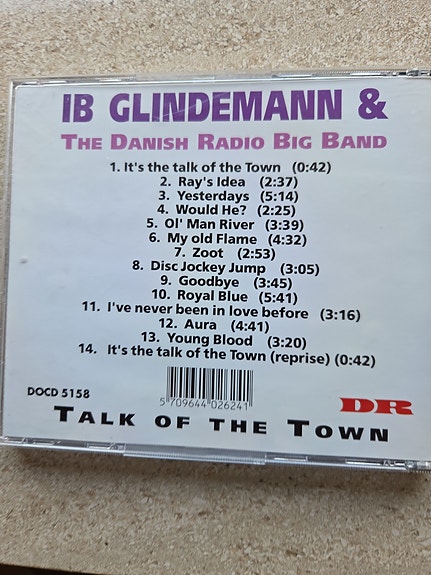 IB GLINDEMANN &
THE DANISH RADIO BIG BAND
1. It's the talk of the Town (0:42)
2. Ray's Idea (2:37)
3. Yesterdays (5:14)
4. Would He? (2:25)
5. Ol' Man River (3:39)
6. My old Flame (4:32)
7. Zoot (2:53)
8. Disc Jockey Jump (3:05)
9. Goodbye (3:45)
10. Royal Blue (5:41)
11. I've never been in love before (3:16)
12. Aura (4:41)
13. Young Blood (3:20)
14. It's the talk of the Town (reprise) (0:42)
5 709644 026241
DOCD 5158
DR
TALK OF THE TOWN